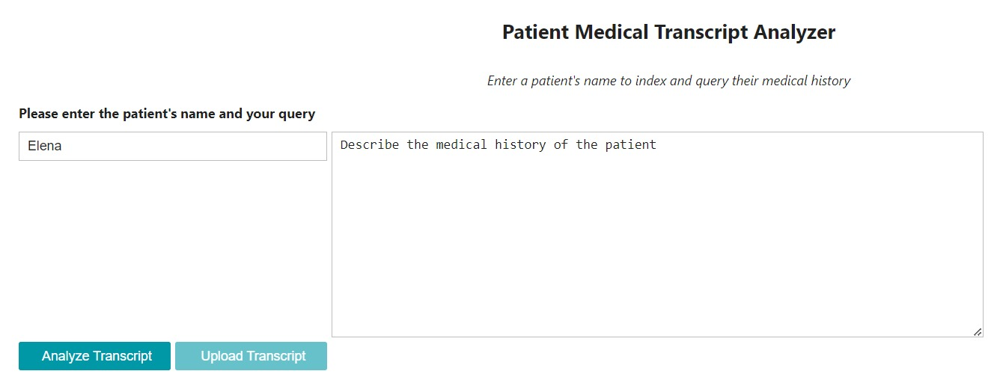 Patient Medical Transcript Analyzer
Enter a patient's name to index and query their medical history
Please enter the patient's name and your query
Elena
Describe the medical history of the patient
Analyze Transcript
Upload Transcript